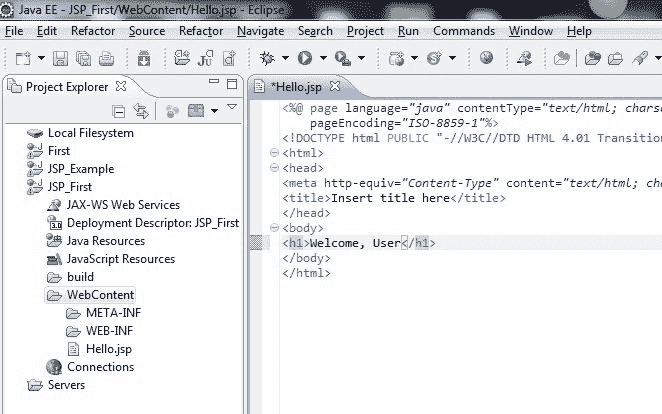 Java EE - JSP_First/WebContent/Hello.jsp - Eclipse
File Edit Refactor Source Refactor Navigate Search Project Run Commands Window Help
Project Explorer
*Hello.jsp
Local Filesystem
First
JSP_Example
JSP_First
JAX-WS Web Services
Deployment Descriptor: JSP_First
Java Resources
JavaScript Resources
build
WebContent
META-INF
WEB-INF
Hello.jsp
Connections
Servers
<%@ page language="java" contentType="text/html; charse
pageEncoding="ISO-8859-1"%>
<!DOCTYPE html PUBLIC "-//W3C//DTD HTML 4.01 Transition
<html>
<head>
<meta http-equiv="Content-Type" content="text/html; cha
<title>Insert title here</title>
</head>
<body>
<h1>Welcome, User</h1>
</body>
</html>